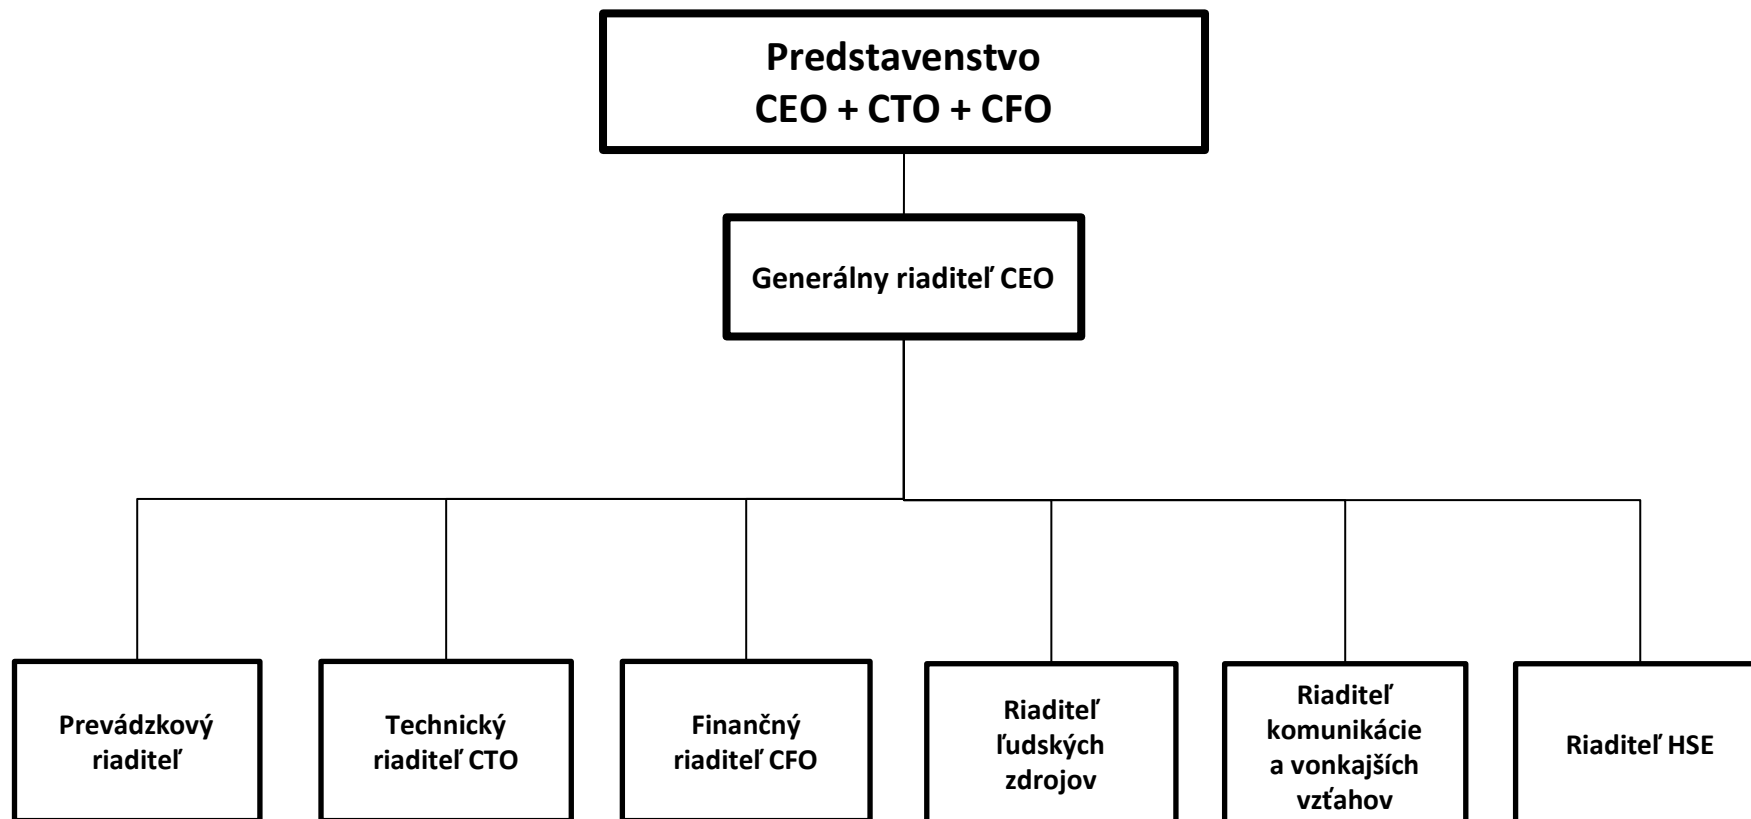 Predstavenstvo
CEO + CTO + CFO
Generálny riaditeľ CEO
Prevádzkový
riaditeľ
Technický
riaditeľ CTO
Finančný
riaditeľ CFO
Riaditeľ
ľudských
zdrojov
Riaditeľ
komunikácie
a vonkajších
vzťahov
Riaditeľ HSE